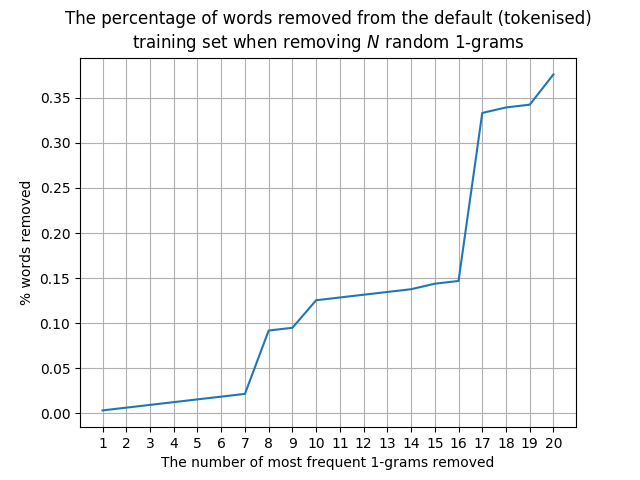 The percentage of words removed from the default (tokenised)
training set when removing N random 1-grams
% words removed
0.35
0.30
0.25
0.20
0.15
0.10
0.05
0.00
1 2 3 4 5 6 7 8 9 10 11 12 13 14 15 16 17 18 19 20
The number of most frequent 1-grams removed